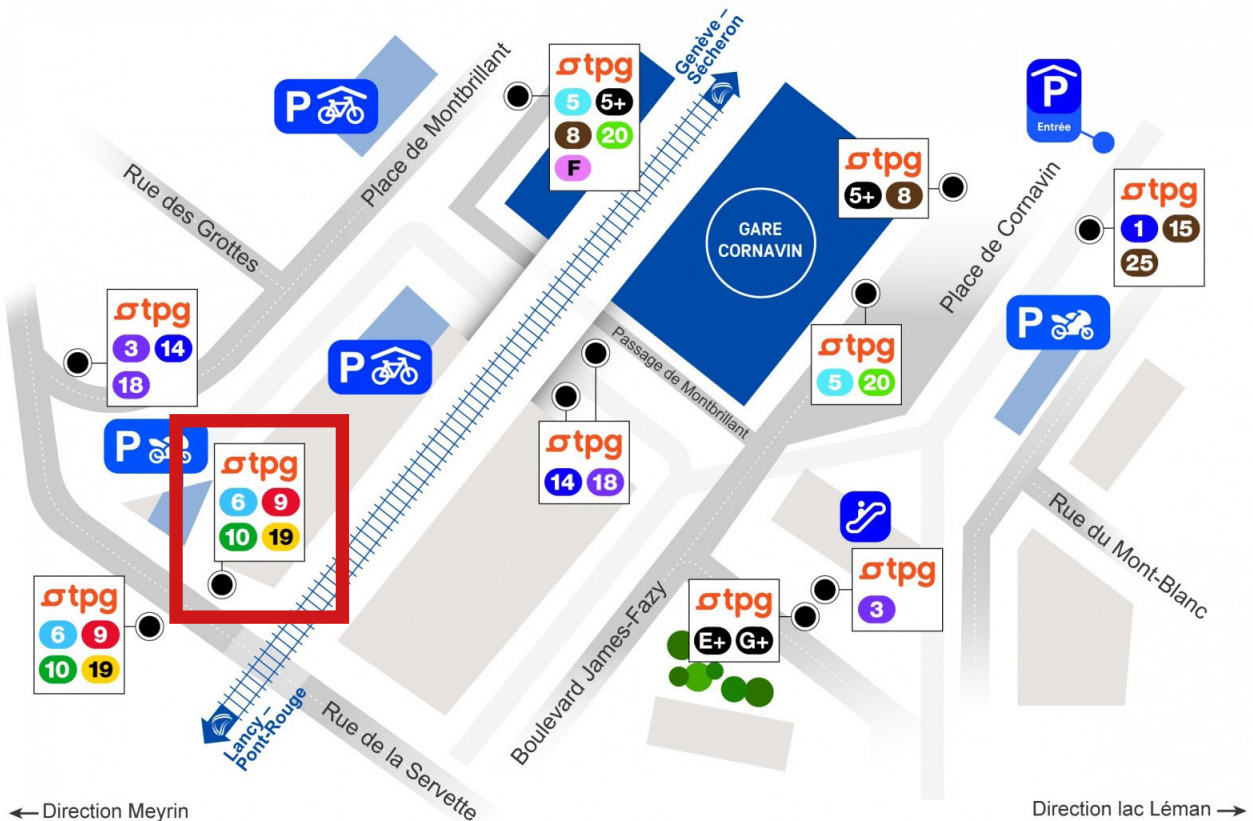 Genève –
Sécheron
tpg
5 5+
8 20
F
P
Place de Montbrillant
P
Entrée
Rue des Grottes
tpg
5+ 8
GARE
CORNAVIN
Place de Cornavin
tpg
1 15
25
tpg
3 14
18
P
Passage de Montbrillant
tpg
5 20
P
P
tpg
6 9
10 19
tpg
14 18
Rue du Mont-Blanc
tpg
6 9
10 19
tpg
E+ G+
tpg
3
Boulevard James-Fazy
Lancy –
Pont-Rouge
Rue de la Servette
Direction Meyrin
Direction lac Léman